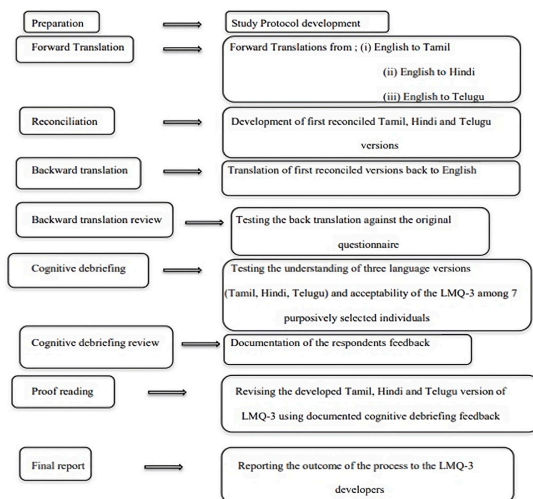 Preparation
Study Protocol development
Forward Translation
Forward Translations from ; (i) English to Tamil
(ii) English to Hindi
(iii) English to Telugu
Reconciliation
Development of first reconciled Tamil, Hindi and Telugu
versions
Backward translation
Translation of first reconciled versions back to English
Backward translation review
Testing the back translation against the original
questionnaire
Cognitive debriefing
Testing the understanding of three language versions
(Tamil, Hindi, Telugu) and acceptability of the LMQ-3 among 7
purposively selected individuals
Cognitive debriefing review
Documentation of the respondents feedback
Proof reading
Revising the developed Tamil, Hindi and Telugu version of
LMQ-3 using documented cognitive debriefing feedback
Final report
Reporting the outcome of the process to the LMQ-3
developers